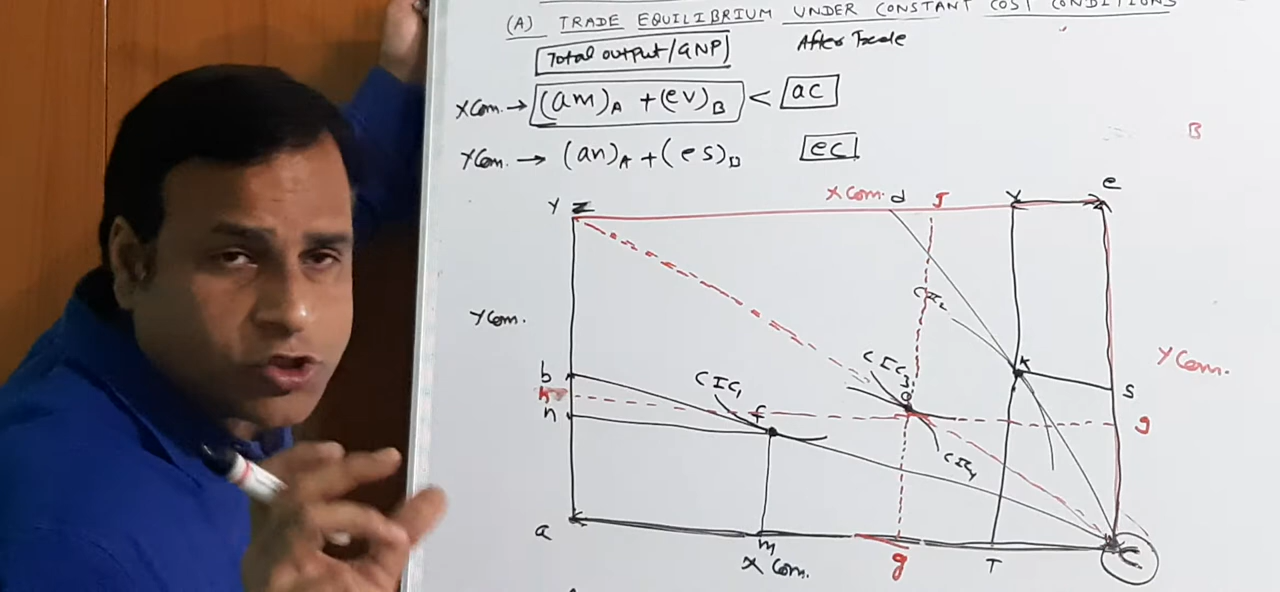 (A) TRADE EQUILIBRIUM UNDER CONSTANT COST CONDITIONS
Total output/GNP) After Trade
X Com. → (am)A + (ev)B < ac
Y Com. → (an)A + (es)B ec
B
X Com. d J V e
Y Z
CIC2
Y Com.
Y Com.
b CIC1 CIC3 K S
h f o g
n
CIC4
a m g T C
X Com.